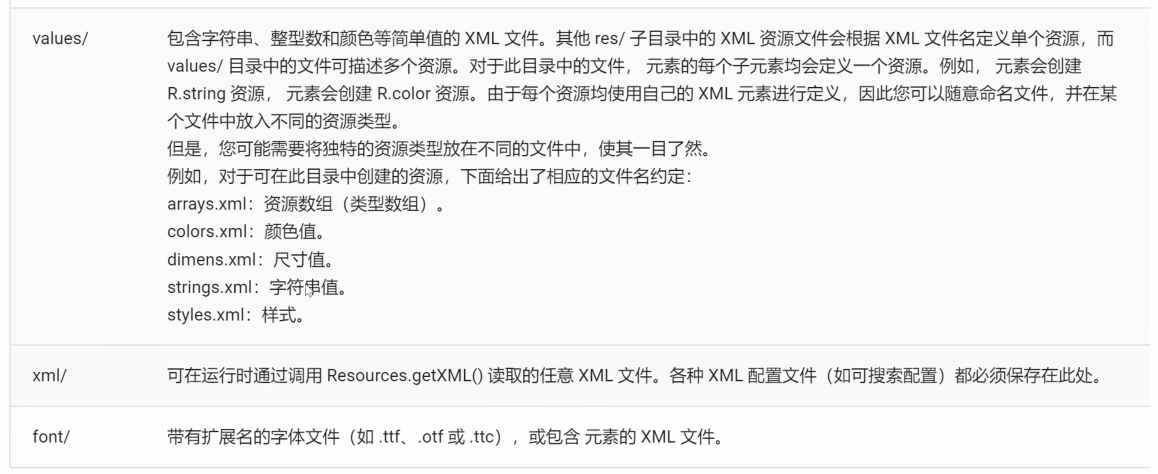 values/
包含字符串、整型数和颜色等简单值的 XML 文件。其他 res/ 子目录中的 XML 资源文件会根据 XML 文件名定义单个资源，而
values/ 目录中的文件可描述多个资源。对于此目录中的文件， 元素的每个子元素均会定义一个资源。例如， 元素会创建
R.string 资源， 元素会创建 R.color 资源。由于每个资源均使用自己的 XML 元素进行定义，因此您可以随意命名文件，并在某
个文件中放入不同的资源类型。
但是，您可能需要将独特的资源类型放在不同的文件中，使其一目了然。
例如，对于可在此目录中创建的资源，下面给出了相应的文件名约定：
arrays.xml：资源数组（类型数组）。
colors.xml：颜色值。
dimens.xml：尺寸值。
strings.xml：字符串值。
styles.xml：样式。
xml/
可在运行时通过调用 Resources.getXML() 读取的任意 XML 文件。各种 XML 配置文件（如可搜索配置）都必须保存在此处。
font/
带有扩展名的字体文件（如 .ttf、.otf 或 .ttc），或包含 元素的 XML 文件。